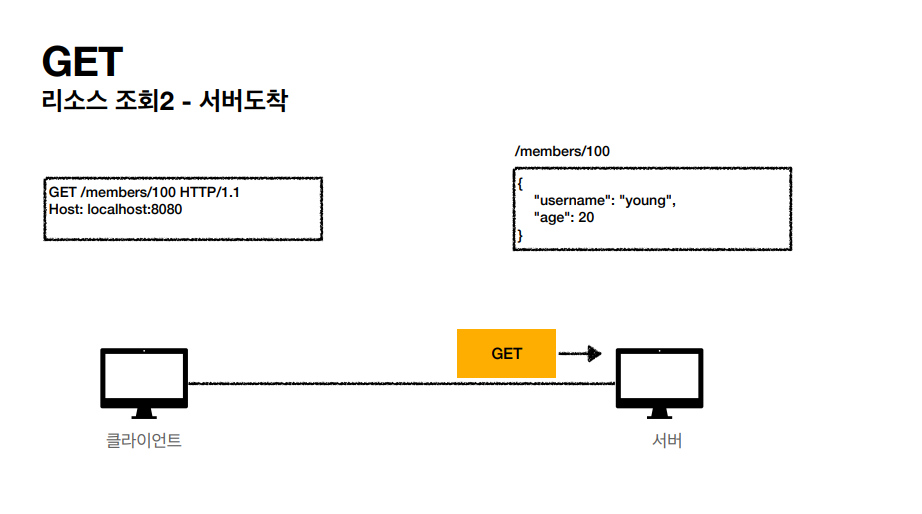 GET
리소스 조회2 - 서버도착
GET /members/100 HTTP/1.1
Host: localhost:8080
/members/100
{
"username": "young",
"age": 20
}
GET
클라이언트
서버